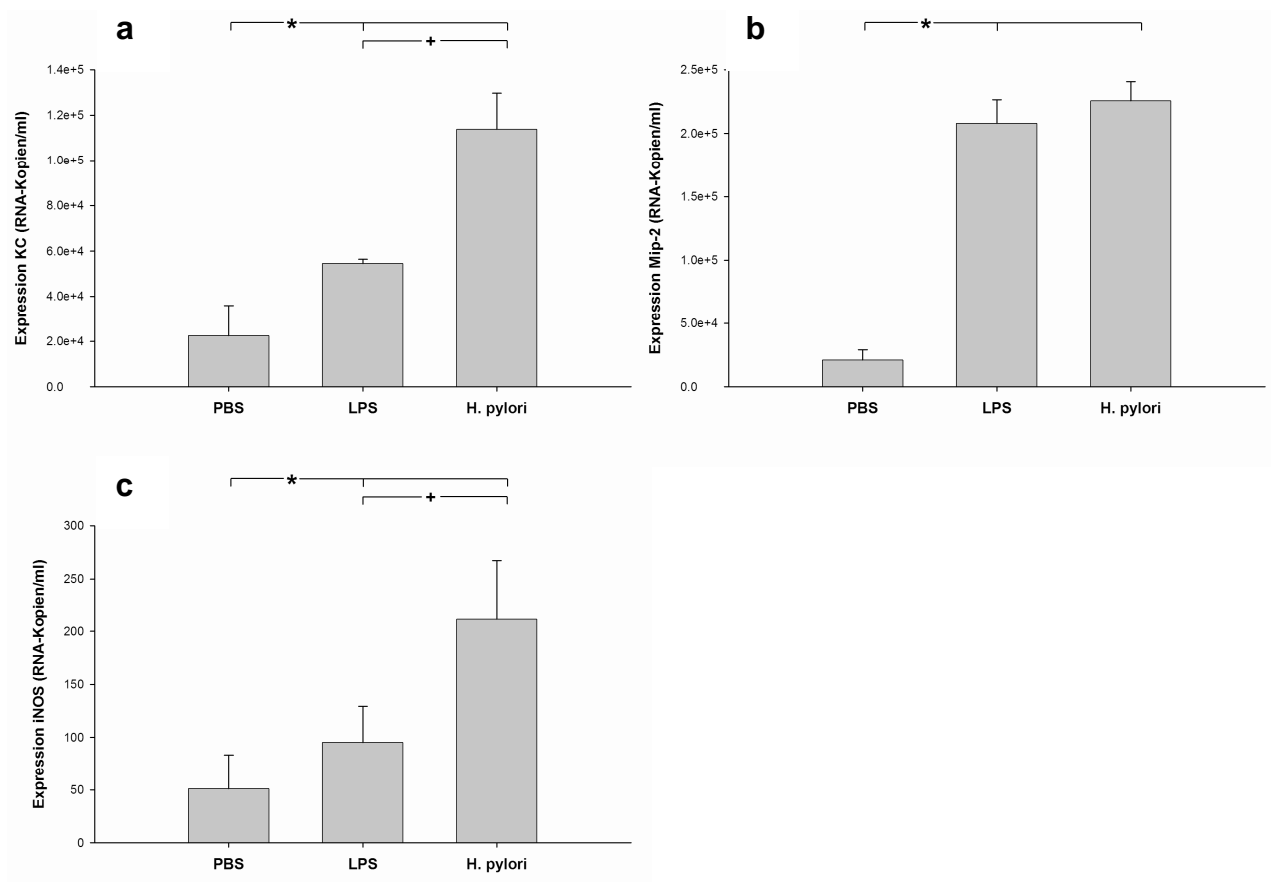 a
*
+
Expression KC (RNA-Kopien/ml)
1.4e+5
1.2e+5
1.0e+5
8.0e+4
6.0e+4
4.0e+4
2.0e+4
0.0
PBS LPS H. pylori
b
*
Expression Mip-2 (RNA-Kopien/ml)
2.5e+5
2.0e+5
1.5e+5
1.0e+5
5.0e+4
0.0
PBS LPS H. pylori
c
*
+
Expression iNOS (RNA-Kopien/ml)
300
250
200
150
100
50
0
PBS LPS H. pylori